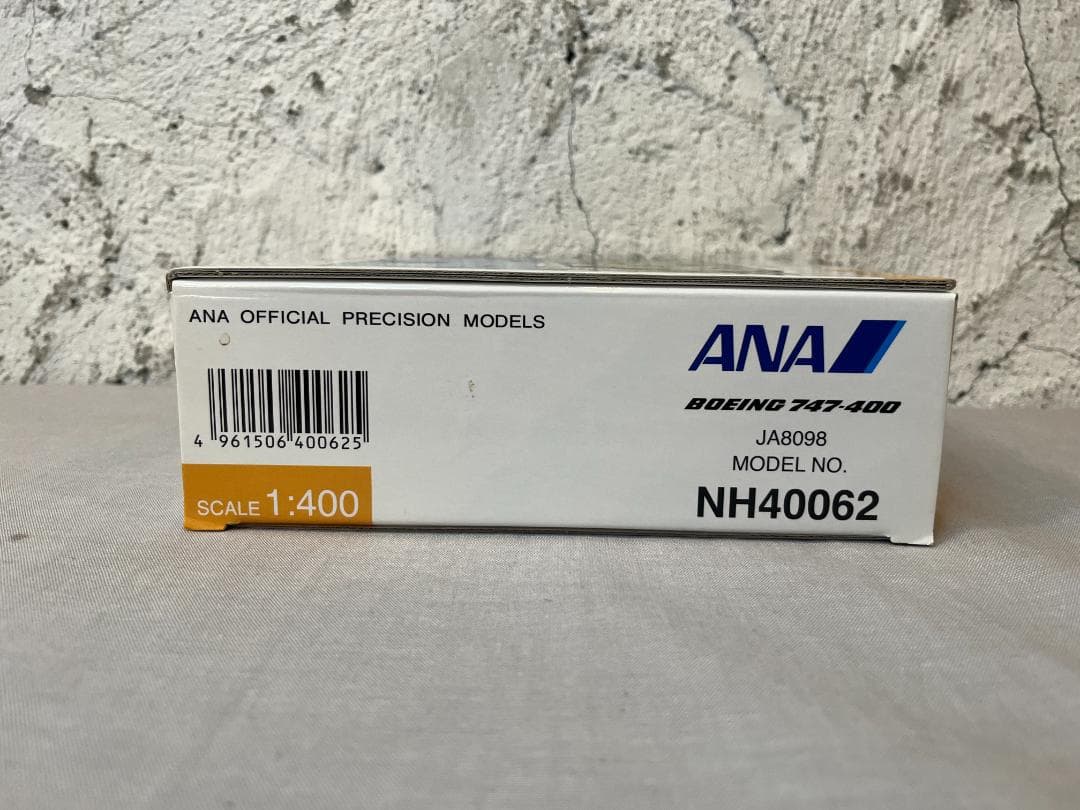 ANA OFFICIAL PRECISION MODELS
4 961506 400625
SCALE 1:400
ANA
BOEING 747-400
JA8098
MODEL NO.
NH40062